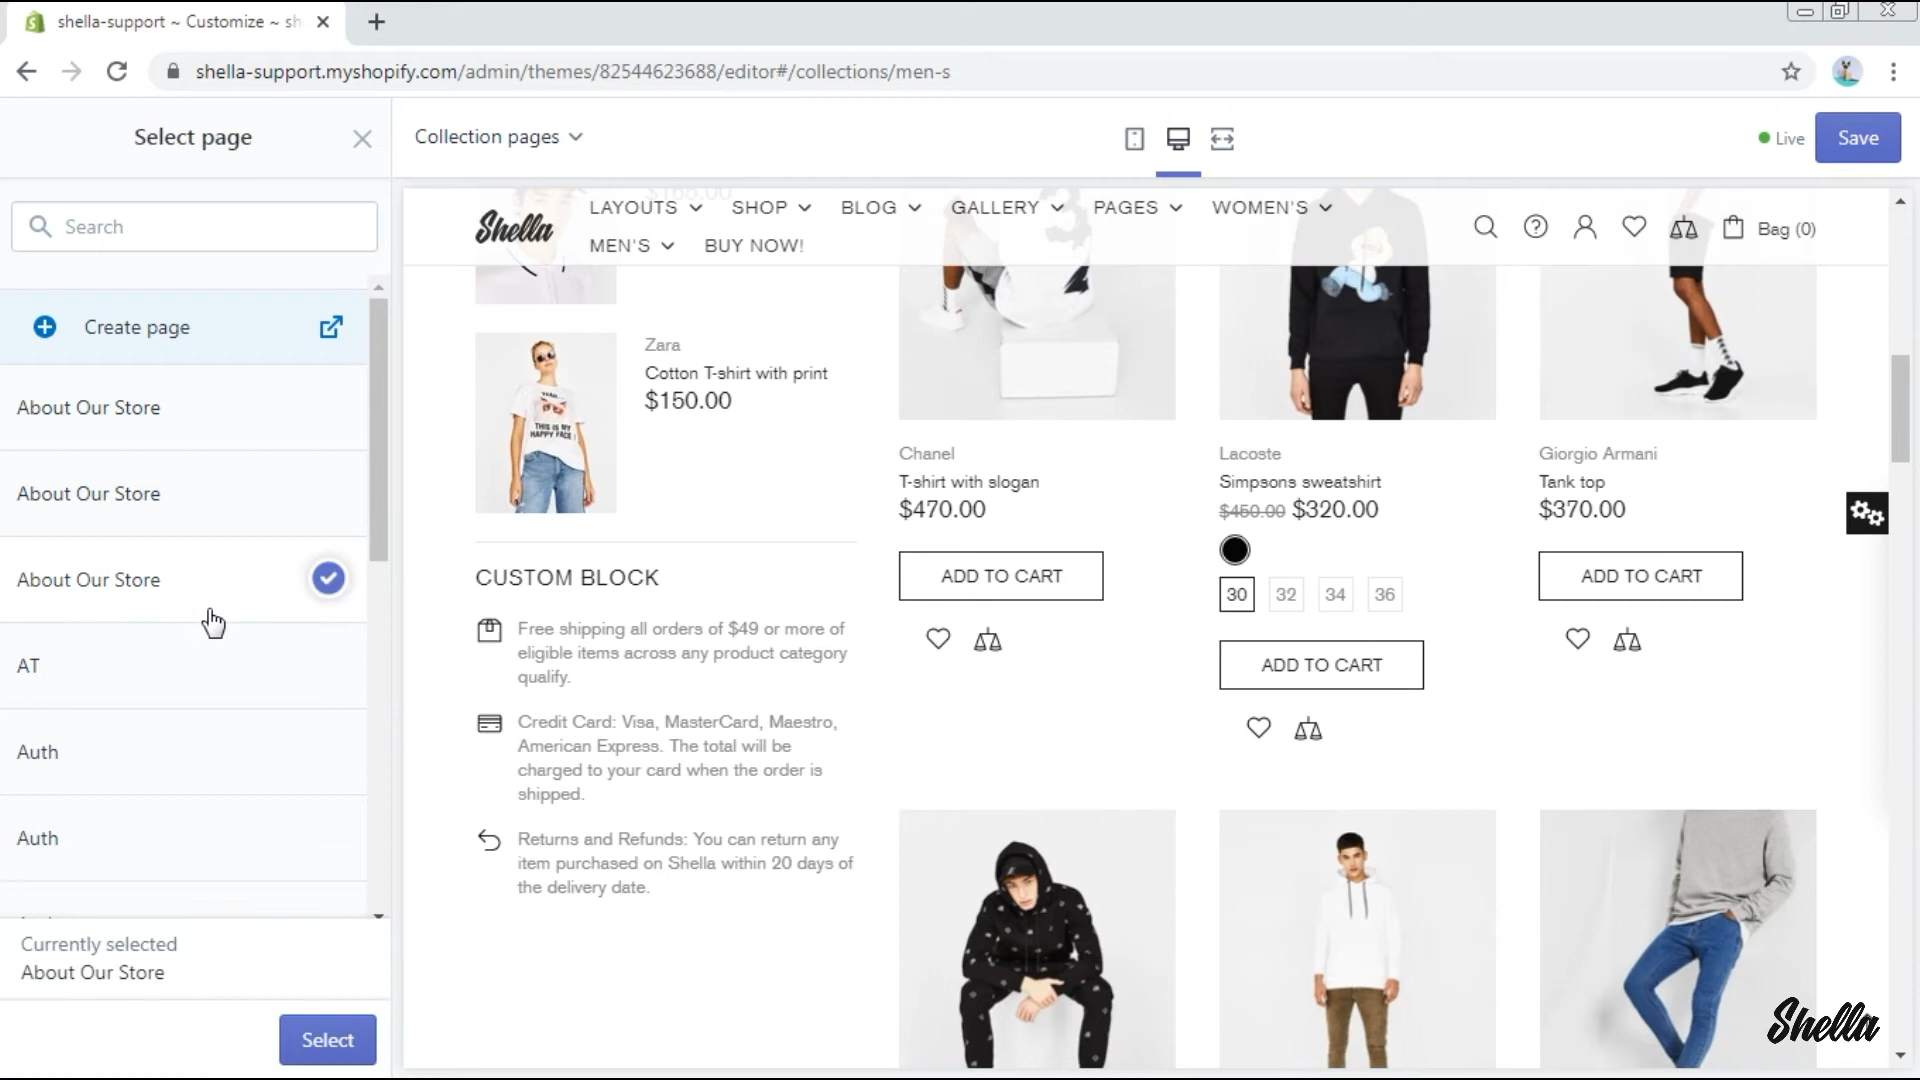 shella-support ~ Customize ~ sh
shella-support.myshopify.com/admin/themes/82544623688/editor#/collections/men-s
Select page
Collection pages
Live
Save
Search
Create page
About Our Store
About Our Store
About Our Store
AT
Auth
Auth
Currently selected
About Our Store
Select
$165.00
Shella
LAYOUTS
SHOP
BLOG
GALLERY
PAGES
WOMEN'S
MEN'S
BUY NOW!
Bag (0)
Zara
Cotton T-shirt with print
$150.00
THIS IS MY
HAPPY FACE
CUSTOM BLOCK
Free shipping all orders of $49 or more of
eligible items across any product category
qualify.
Credit Card: Visa, MasterCard, Maestro,
American Express. The total will be
charged to your card when the order is
shipped.
Returns and Refunds: You can return any
item purchased on Shella within 20 days of
the delivery date.
Chanel
T-shirt with slogan
$470.00
ADD TO CART
Lacoste
Simpsons sweatshirt
$450.00 $320.00
30 32 34 36
ADD TO CART
Giorgio Armani
Tank top
$370.00
ADD TO CART
Shella